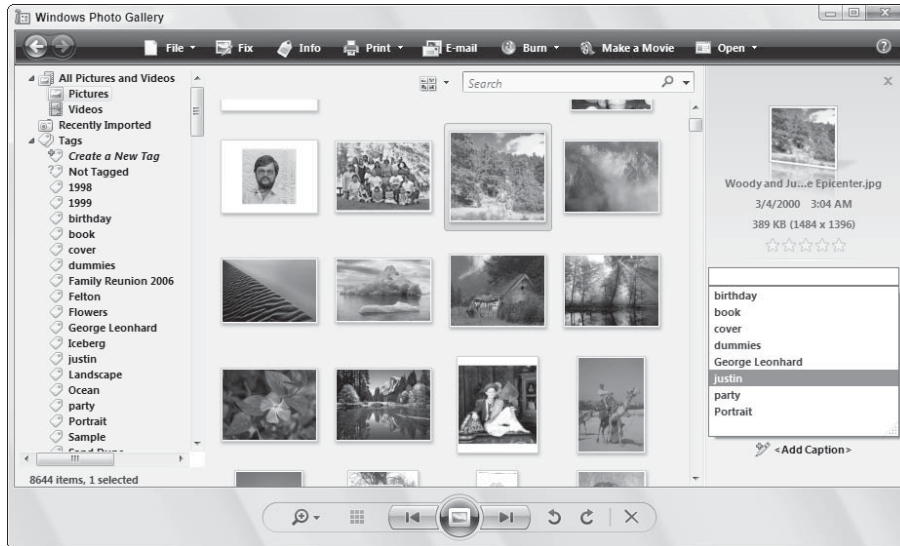 Windows Photo Gallery
File Fix Info Print E-mail Burn Make a Movie Open
All Pictures and Videos
Pictures
Videos
Recently Imported
Tags
Create a New Tag
Not Tagged
1998
1999
birthday
book
cover
dummies
Family Reunion 2006
Felton
Flowers
George Leonhard
Iceberg
justin
Landscape
Ocean
party
Portrait
Sample
8644 items, 1 selected
Search
Woody and Ju...e Epicenter.jpg
3/4/2000 3:04 AM
389 KB (1484 x 1396)
birthday
book
cover
dummies
George Leonhard
justin
party
Portrait
<Add Caption>